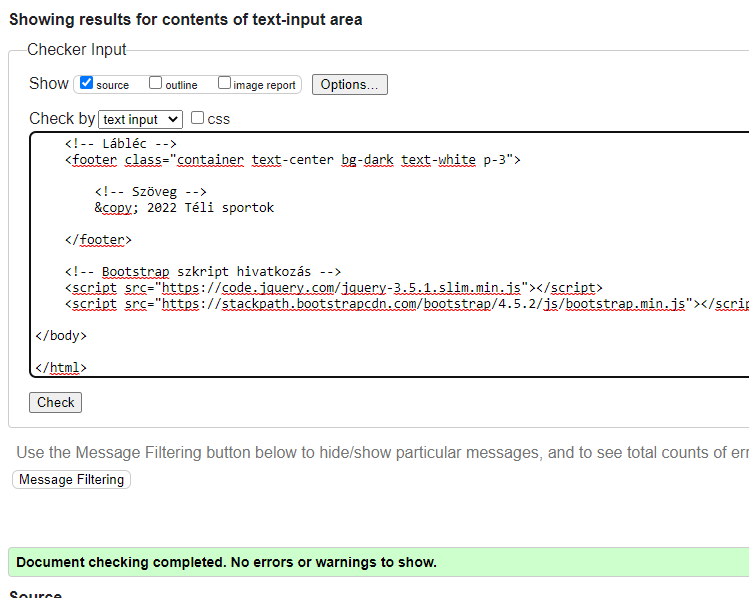 Showing results for contents of text-input area
Checker Input
Show source outline image report Options...
Check by text input css
<!-- Lábléc -->
<footer class="container text-center bg-dark text-white p-3">
<!-- Szöveg -->
&copy; 2022 Téli sportok
</footer>
<!-- Bootstrap szkript hivatkozás -->
<script src="https://code.jquery.com/jquery-3.5.1.slim.min.js"></script>
<script src="https://stackpath.bootstrapcdn.com/bootstrap/4.5.2/js/bootstrap.min.js"></scrip
</body>
</html>
Check
Use the Message Filtering button below to hide/show particular messages, and to see total counts of err
Message Filtering
Document checking completed. No errors or warnings to show.
Source